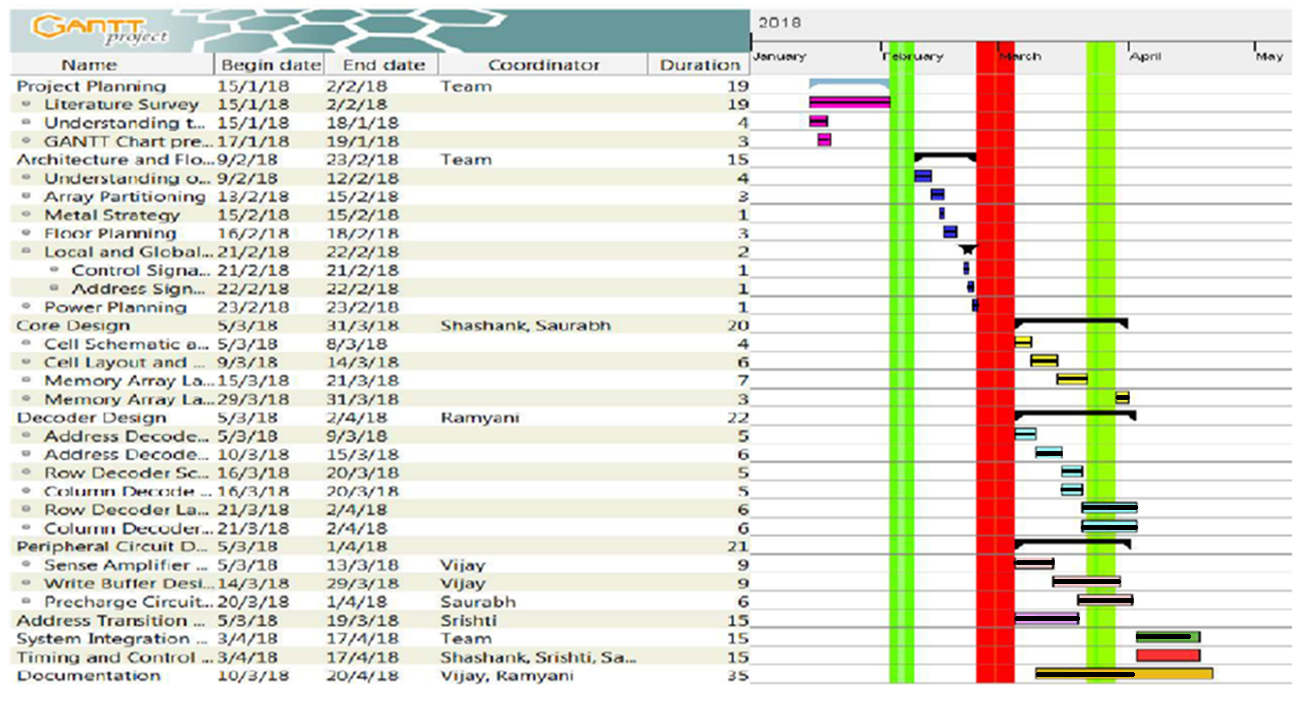 GANTT project
2018
January February March April May
Name Begin date End date Coordinator Duration
Project Planning 15/1/18 2/2/18 Team 19
Literature Survey 15/1/18 2/2/18 19
Understanding t... 15/1/18 18/1/18 4
GANTT Chart pre... 17/1/18 19/1/18 3
Architecture and Flo... 9/2/18 23/2/18 Team 15
Understanding o... 9/2/18 12/2/18 4
Array Partitioning 13/2/18 15/2/18 3
Metal Strategy 15/2/18 15/2/18 1
Floor Planning 16/2/18 18/2/18 3
Local and Global... 21/2/18 22/2/18 2
Control Signa... 21/2/18 21/2/18 1
Address Sign... 22/2/18 22/2/18 1
Power Planning 23/2/18 23/2/18 1
Core Design 5/3/18 31/3/18 Shashank, Saurabh 20
Cell Schematic a... 5/3/18 8/3/18 4
Cell Layout and ... 9/3/18 14/3/18 6
Memory Array La... 15/3/18 21/3/18 7
Memory Array La... 29/3/18 31/3/18 3
Decoder Design 5/3/18 2/4/18 Ramyani 22
Address Decode... 5/3/18 9/3/18 5
Address Decode... 10/3/18 15/3/18 6
Row Decoder Sc... 16/3/18 20/3/18 5
Column Decode ... 16/3/18 20/3/18 5
Row Decoder La... 21/3/18 2/4/18 6
Column Decoder... 21/3/18 2/4/18 6
Peripheral Circuit D... 5/3/18 1/4/18 21
Sense Amplifier ... 5/3/18 13/3/18 Vijay 9
Write Buffer Desi... 14/3/18 29/3/18 Vijay 9
Precharge Circuit... 20/3/18 1/4/18 Saurabh 6
Address Transition ... 5/3/18 19/3/18 Srishti 15
System Integration ... 3/4/18 17/4/18 Team 15
Timing and Control ... 3/4/18 17/4/18 Shashank, Srishti, Sa... 15
Documentation 10/3/18 20/4/18 Vijay, Ramyani 35